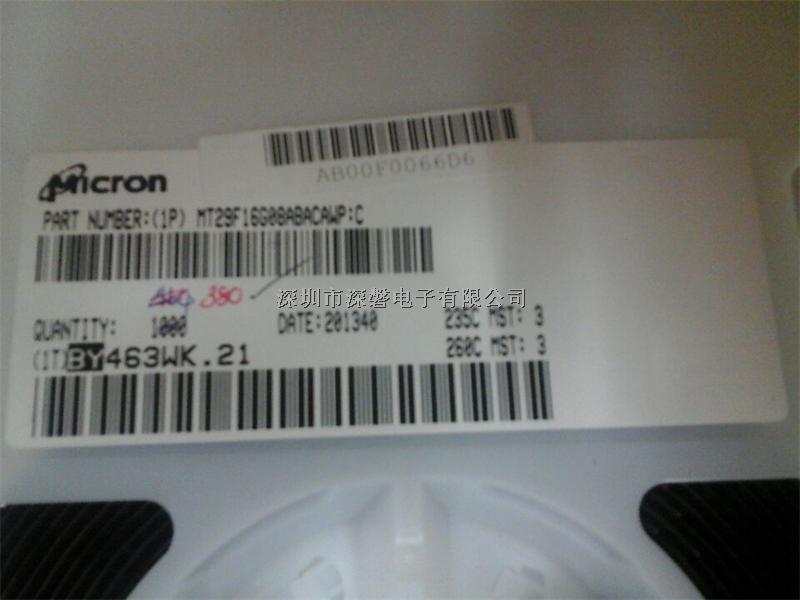 AB00F0066D6
Micron
PART NUMBER:(1P) MT29F16G08ABACAWP:C
380
深圳市深磐电子有限公司
QUANTITY: 1000 DATE:201340 235C MST: 3
(1T)BY463WK.21 260C MST: 3